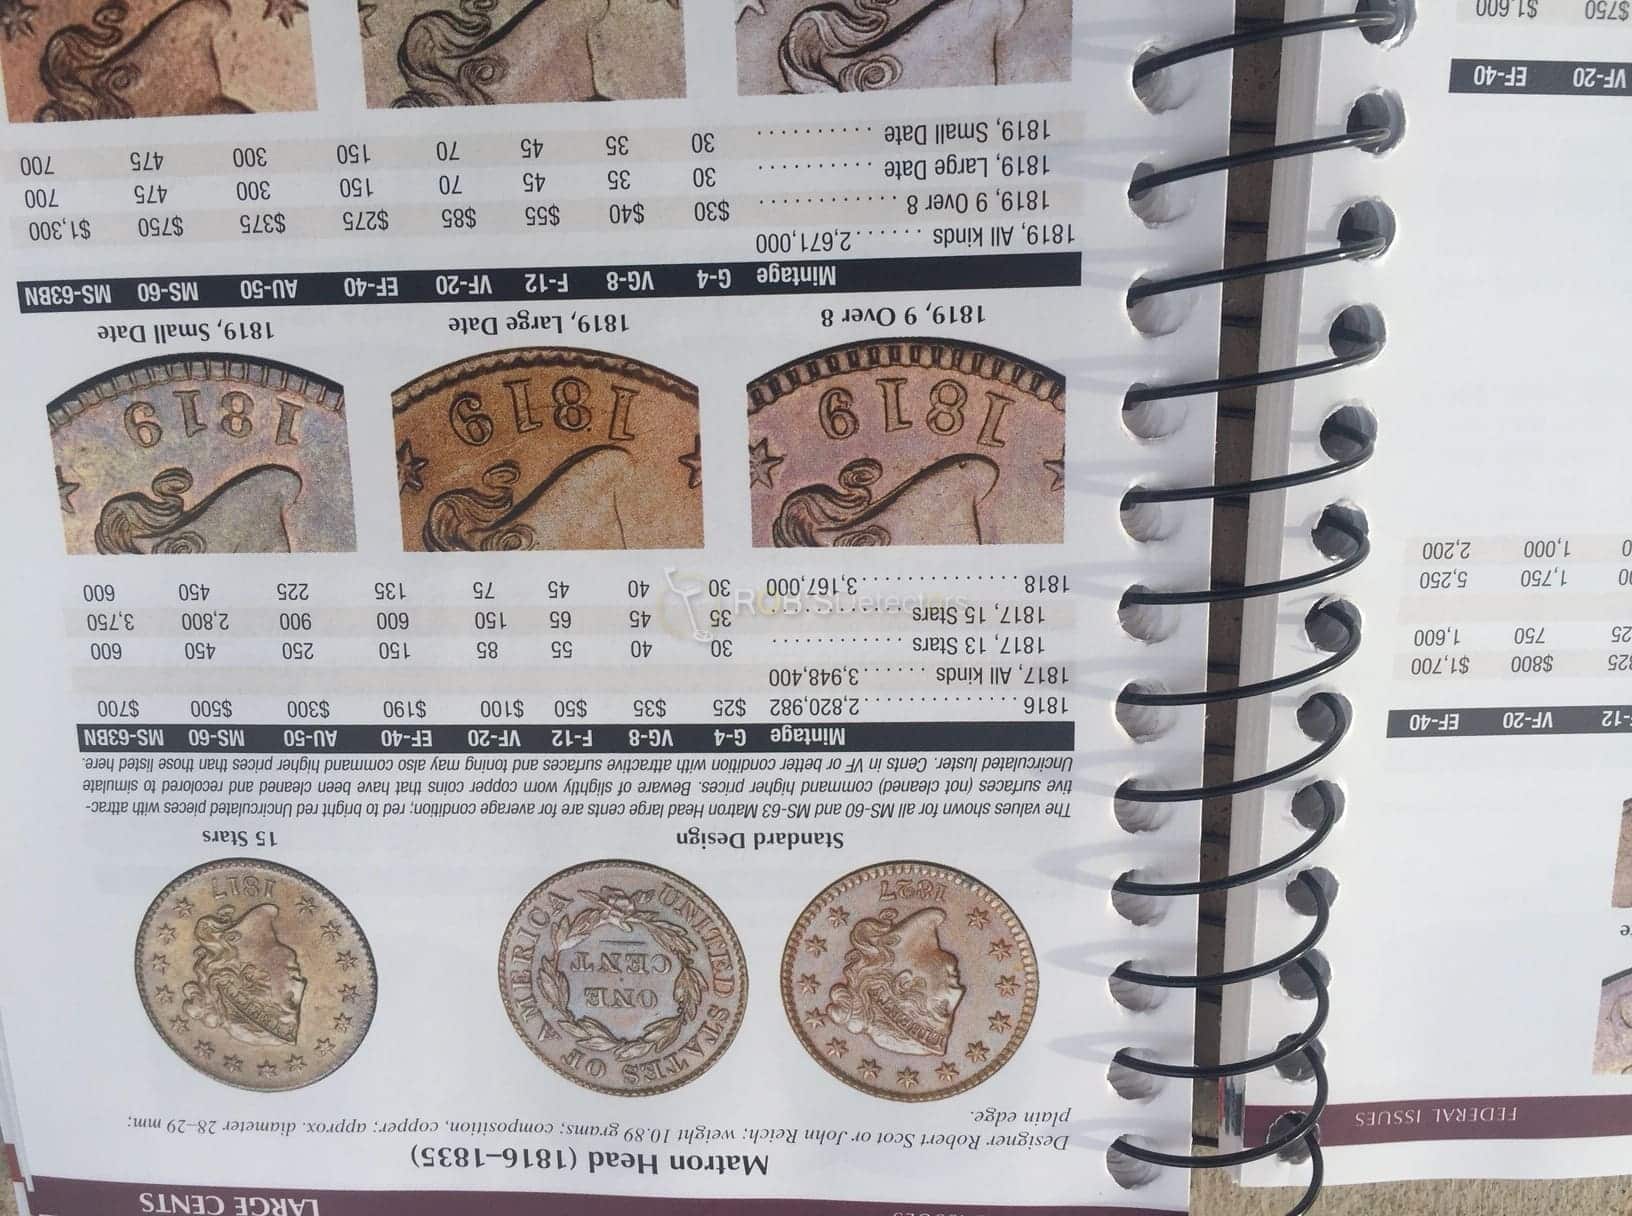 LARGE CENTS
Matron Head (1816–1835)
Designer Robert Scot or John Reich; weight 10.89 grams; composition, copper; approx. diameter 28–29 mm;
plain edge.
1827
UNITED STATES OF AMERICA
ONE
CENT
1817
Standard Design
15 Stars
The values shown for all MS-60 and MS-63 Matron Head large cents are for average condition; red to bright red Uncirculated pieces with attrac-
tive surfaces (not cleaned) command higher prices. Beware of slightly worn copper coins that have been cleaned and recolored to simulate
Uncirculated luster. Cents in VF or better condition with attractive surfaces and toning may also command higher prices than those listed here.
Mintage G-4 VG-8 F-12 VF-20 EF-40 AU-50 MS-60 MS-63BN
1816. . . . . . . . . . . . . . . .2,820,982 $25 $35 $50 $100 $190 $300 $500 $700
1817, All kinds . . . . . . .3,948,400
1817, 13 Stars . . . . . . . . . . . . . 30 40 55 85 150 250 450 600
1817, 15 Stars . . . . . . . . . . . . . 35 45 65 150 600 900 2,800 3,750
1818. . . . . . . . . . . . . . . .3,167,000 30 40 45 75 135 225 450 600
ROB'S Detectors
1819
1819
1819
1819, 9 Over 8
1819, Large Date
1819, Small Date
Mintage G-4 VG-8 F-12 VF-20 EF-40 AU-50 MS-60 MS-63BN
1819, All kinds . . . . . . .2,671,000
1819, 9 Over 8 . . . . . . . . . . . . . $30 $40 $55 $85 $275 $375 $750 $1,300
1819, Large Date . . . . . . . . . . . 30 35 45 70 150 300 475 700
1819, Small Date . . . . . . . . . . . 30 35 45 70 150 300 475 700
FEDERAL ISSUES
VF-20 EF-40
$800 $1,700
750 1,600
1,750 5,250
1,000 2,200
VF-20 EF-40
$750 $1,600